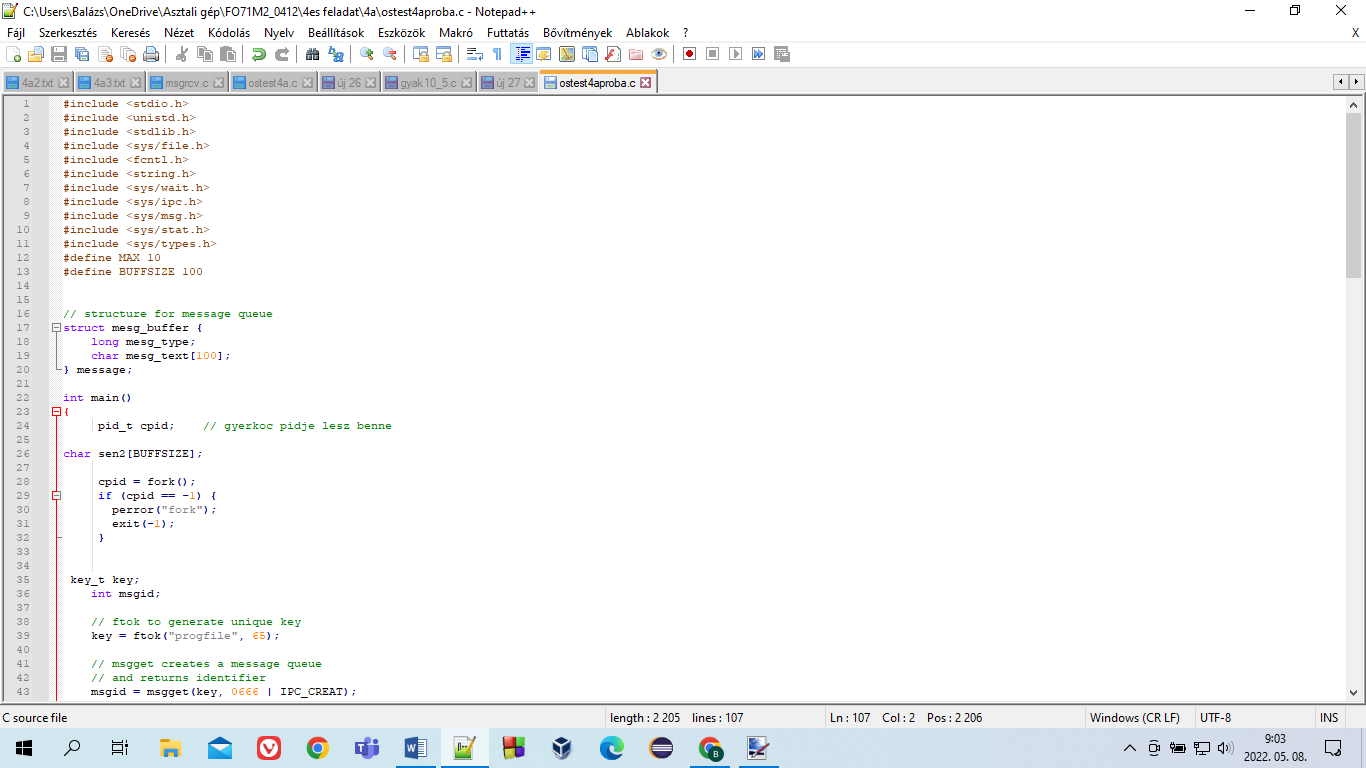 C:\Users\Balázs\OneDrive\Asztali gép\FO71M2_0412\4es feladat\4a\ostest4aproba.c - Notepad++
Fájl Szerkesztés Keresés Nézet Kódolás Nyelv Beállítások Eszközök Makró Futtatás Bővítmények Ablakok ? X
4a2.txt 4a3.txt msgrcv.c ostest4a.c új 26 gyak10_5.c új 27 ostest4aproba.c
1 #include <stdio.h>
2 #include <unistd.h>
3 #include <stdlib.h>
4 #include <sys/file.h>
5 #include <fcntl.h>
6 #include <string.h>
7 #include <sys/wait.h>
8 #include <sys/ipc.h>
9 #include <sys/msg.h>
10 #include <sys/stat.h>
11 #include <sys/types.h>
12 #define MAX 10
13 #define BUFFSIZE 100
14
15
16 // structure for message queue
17 struct mesg_buffer {
18 long mesg_type;
19 char mesg_text[100];
20 } message;
21
22 int main()
23 {
24 pid_t cpid; // gyerkoc pidje lesz benne
25
26 char sen2[BUFFSIZE];
27
28 cpid = fork();
29 if (cpid == -1) {
30 perror("fork");
31 exit(-1);
32 }
33
34
35 key_t key;
36 int msgid;
37
38 // ftok to generate unique key
39 key = ftok("progfile", 65);
40
41 // msgget creates a message queue
42 // and returns identifier
43 msgid = msgget(key, 0666 | IPC_CREAT);
C source file length : 2 205 lines : 107 Ln : 107 Col : 2 Pos : 2 206 Windows (CR LF) UTF-8 INS
9:03
2022. 05. 08.